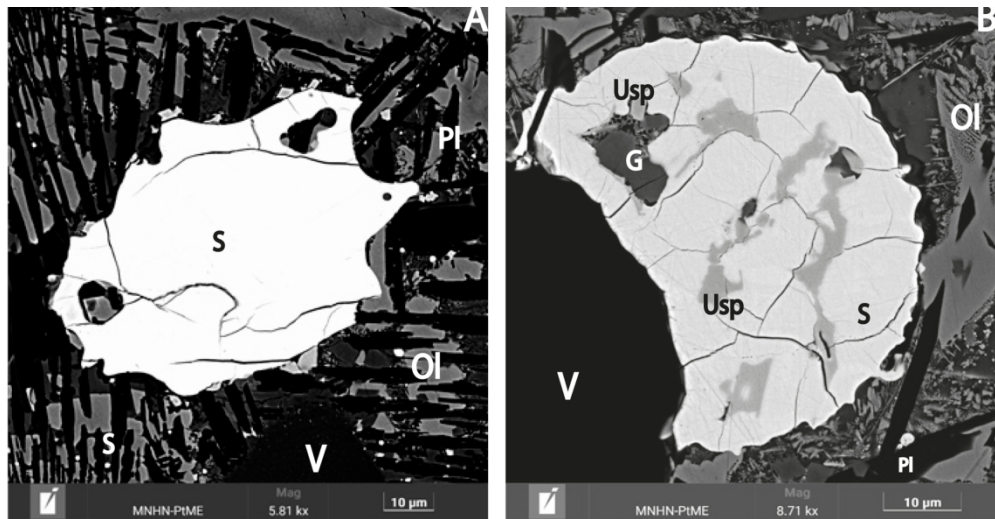 A
Pl
S
Ol
S
V
Mag
MNHN-PtME
5.81 kx
10 µm
B
Usp
G
Ol
Usp
S
V
Pl
Mag
MNHN-PtME
8.71 kx
10 µm